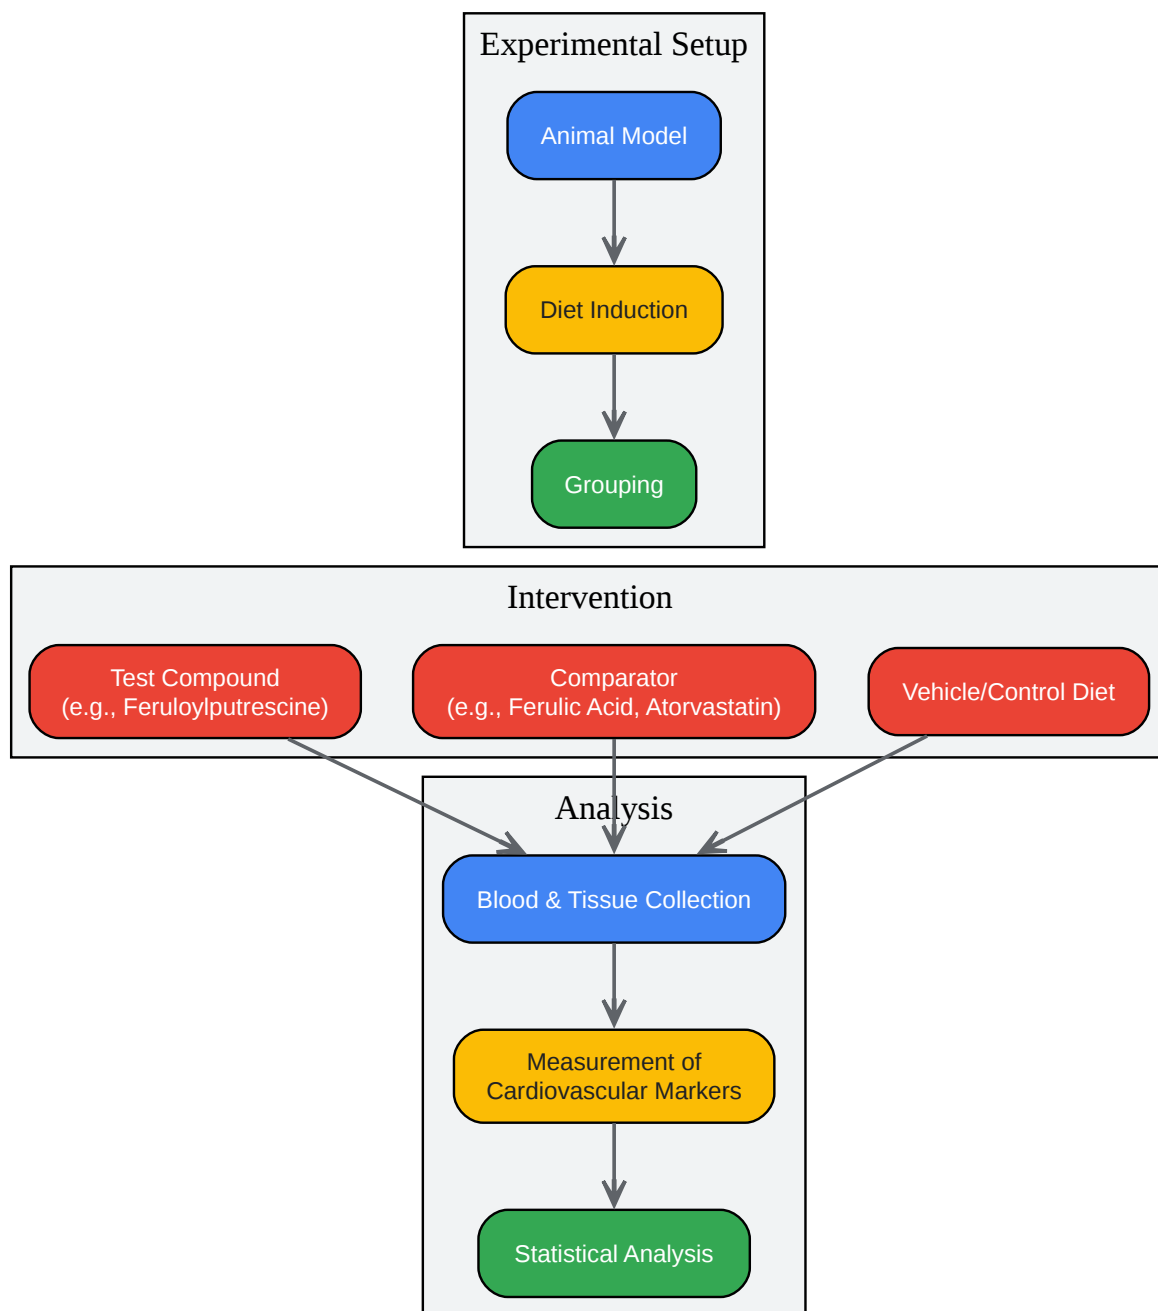 Experimental Setup
Animal Model
Diet Induction
Grouping
Intervention
Test Compound
(e.g., Feruloylputrescine)
Comparator
(e.g., Ferulic Acid, Atorvastatin)
Vehicle/Control Diet
Analysis
Blood & Tissue Collection
Measurement of
Cardiovascular Markers
Statistical Analysis